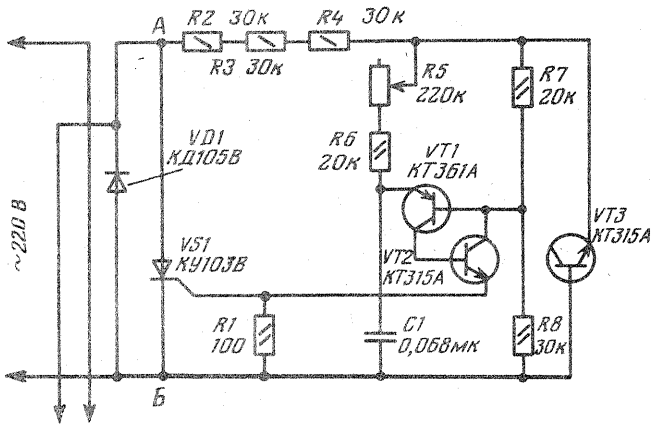 А
R2 30к
R4 30к
R3 30к
R5
220к
R7
20к
R6
20к
VD1
КД105В
VT1
КТ361А
~220 В
VS1
КУ103В
VT2
КТ315А
VT3
КТ315А
R1
100
C1
0,068мк
R8
30к
Б